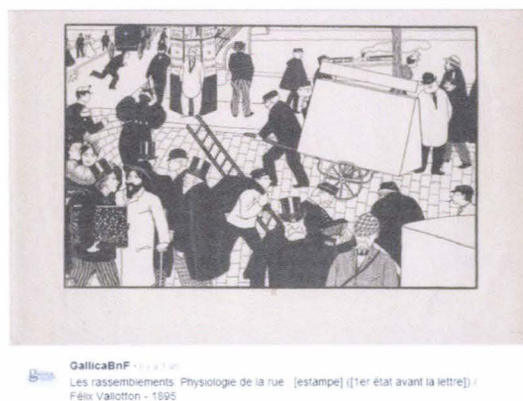 GallicaBnF
Les rassemblements Physiologie de la rue [estampe] ([1er état avant la lettre]) /
Félix Vallotton - 1895